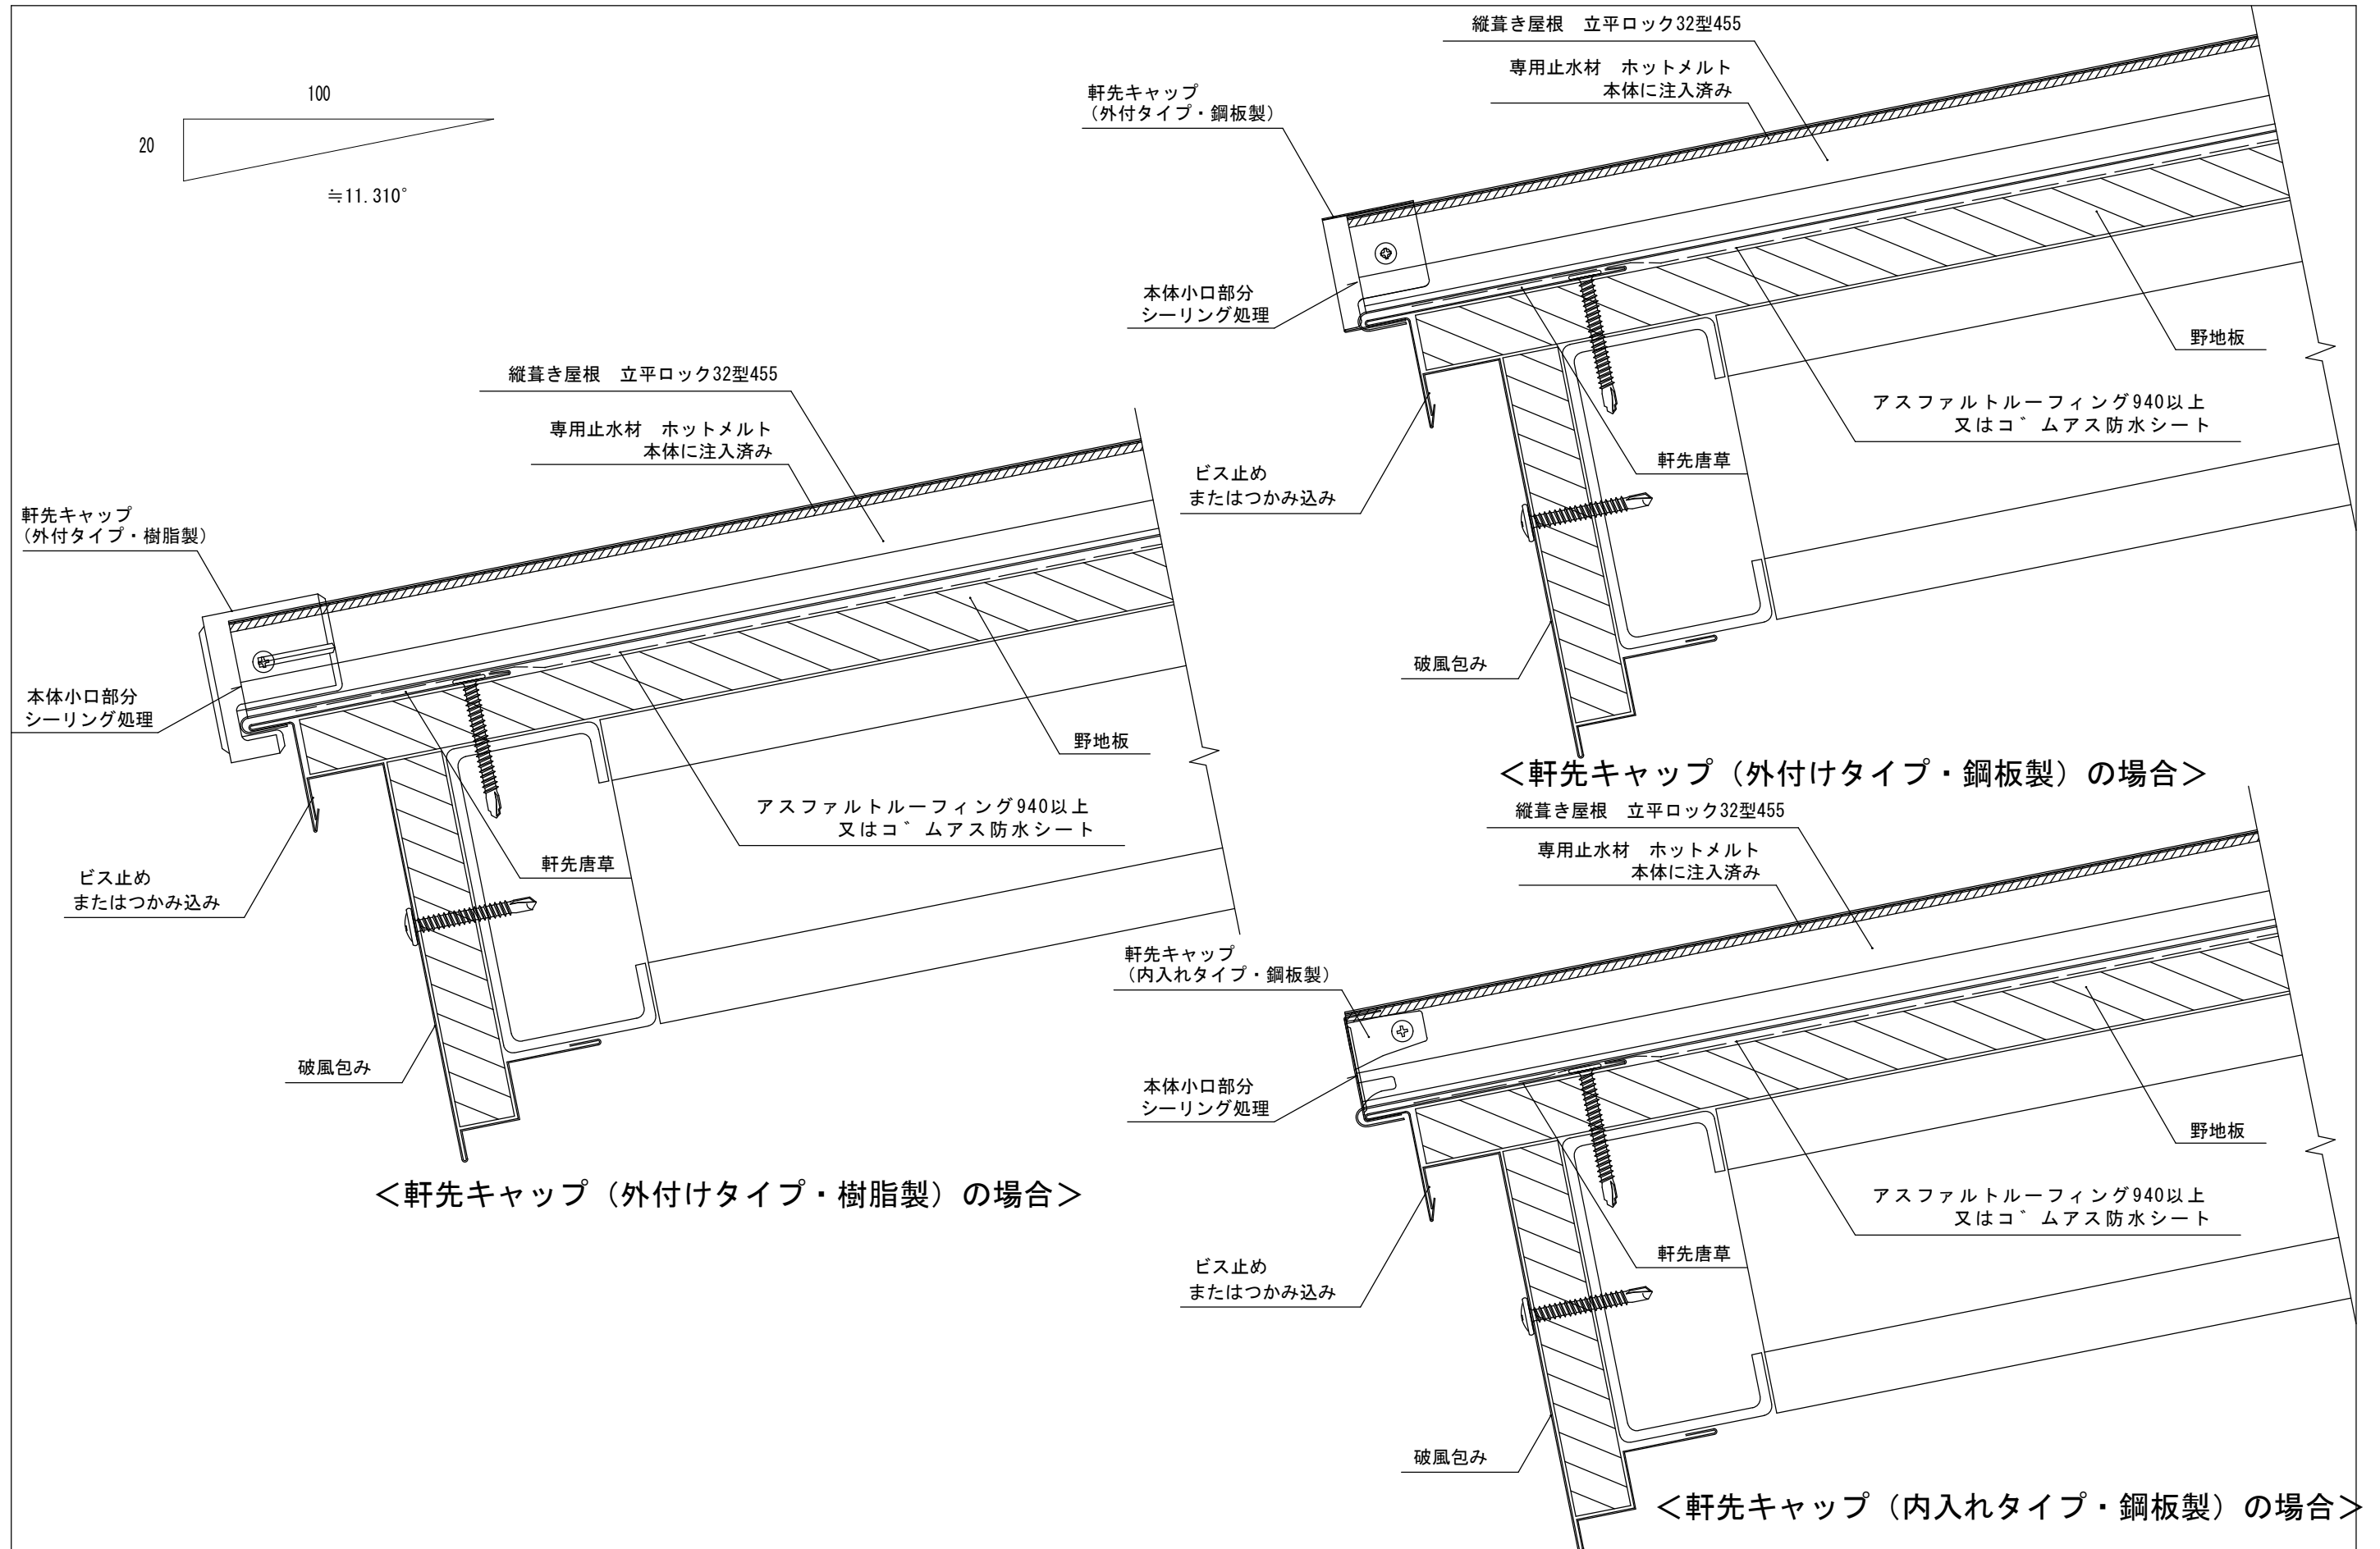 100
20
≒11.310°
縦葺き屋根　立平ロック32型455
専用止水材　ホットメルト
本体に注入済み
軒先キャップ
（外付タイプ・樹脂製）
本体小口部分
シーリング処理
野地板
アスファルトルーフィング940以上
又はゴムアス防水シート
軒先唐草
ビス止め
またはつかみ込み
破風包み
＜軒先キャップ（外付けタイプ・樹脂製）の場合＞
縦葺き屋根　立平ロック32型455
専用止水材　ホットメルト
本体に注入済み
軒先キャップ
（外付タイプ・鋼板製）
本体小口部分
シーリング処理
野地板
アスファルトルーフィング940以上
又はゴムアス防水シート
軒先唐草
ビス止め
またはつかみ込み
破風包み
＜軒先キャップ（外付けタイプ・鋼板製）の場合＞
縦葺き屋根　立平ロック32型455
専用止水材　ホットメルト
本体に注入済み
軒先キャップ
（内入れタイプ・鋼板製）
本体小口部分
シーリング処理
野地板
アスファルトルーフィング940以上
又はゴムアス防水シート
軒先唐草
ビス止め
またはつかみ込み
破風包み
＜軒先キャップ（内入れタイプ・鋼板製）の場合＞